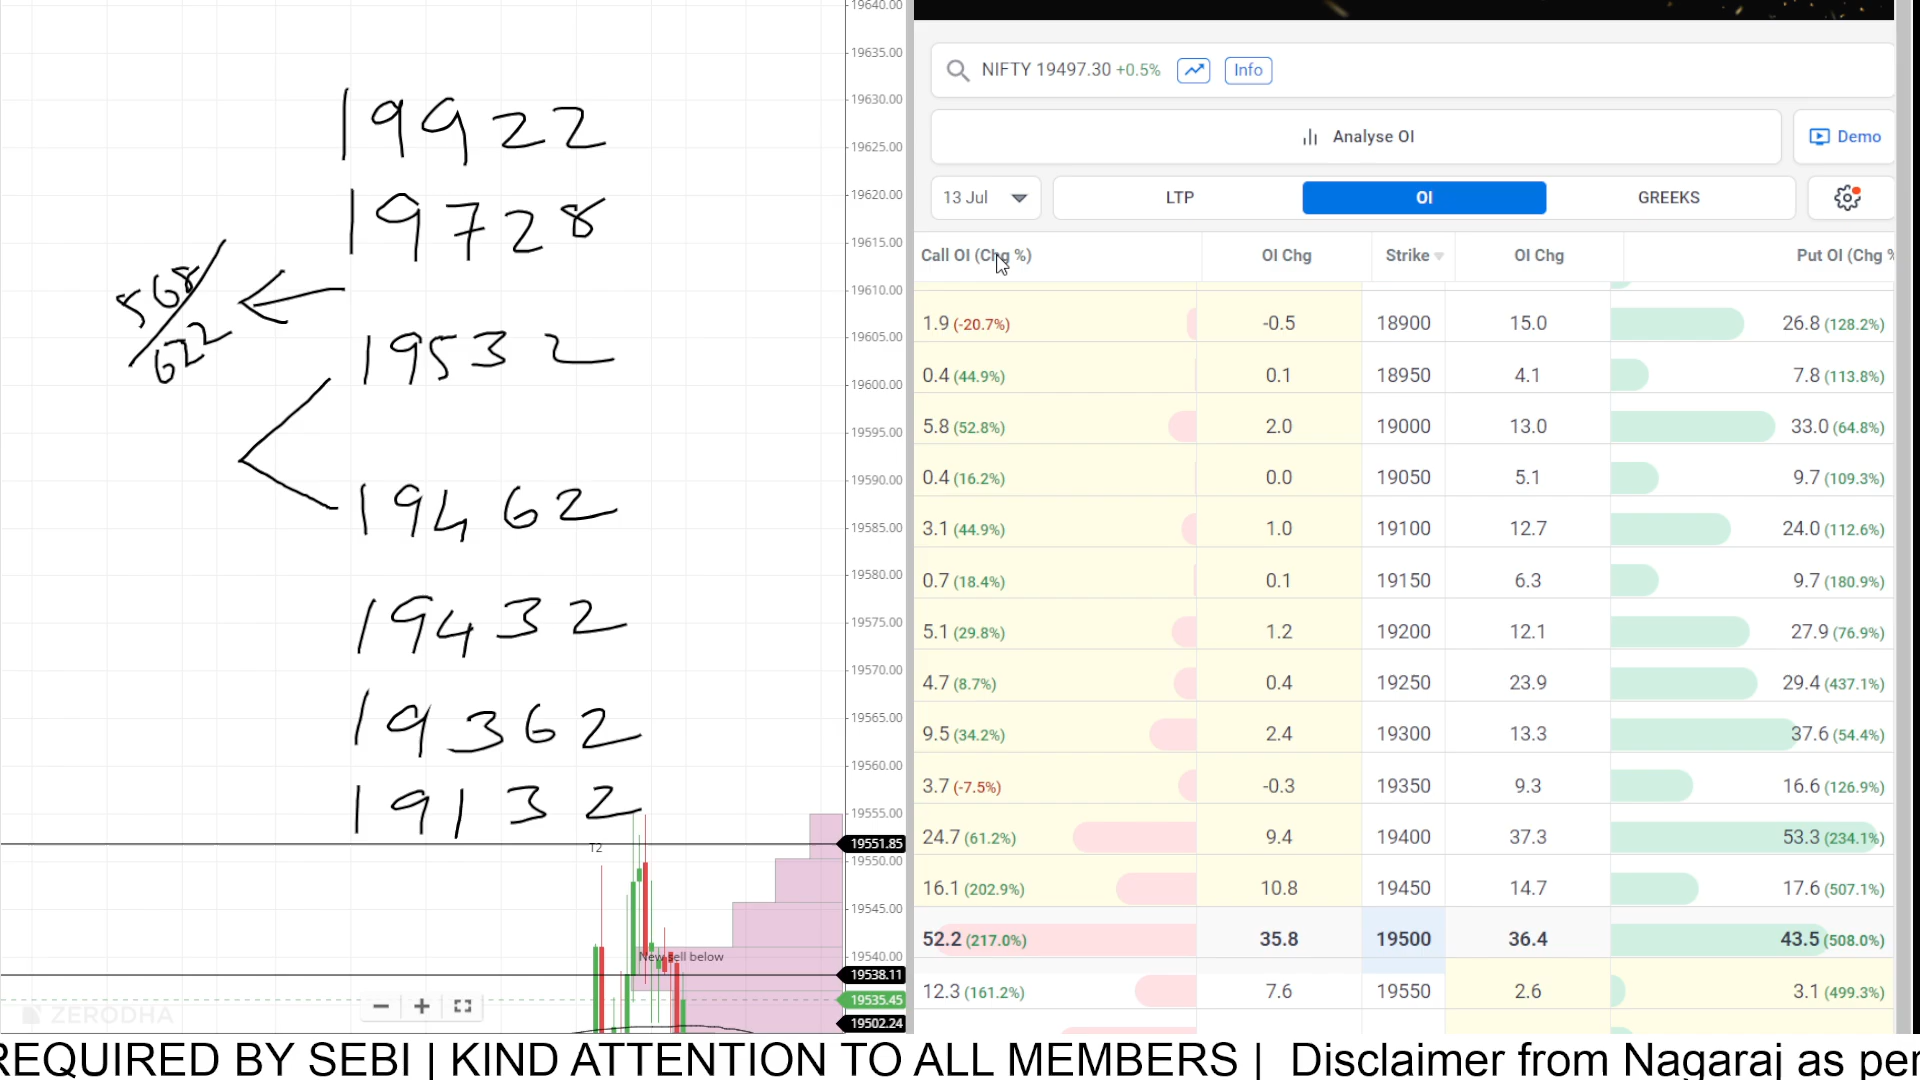 19640.00
19635.00
19630.00
19625.00
19620.00
19615.00
19610.00
19605.00
19600.00
19595.00
19590.00
19585.00
19580.00
19575.00
19570.00
19565.00
19560.00
19555.00
19551.85
19550.00
19545.00
19540.00
19538.11
19535.45
19502.24
19922
19728
568/622
19532
19462
19432
19362
19132
T2
New sell below
− +
ZERODHA
NIFTY 19497.30 +0.5% Info
Analyse OI Demo
13 Jul LTP OI GREEKS
Call OI (Chg %) OI Chg Strike OI Chg Put OI (Chg %
1.9 (-20.7%) -0.5 18900 15.0 26.8 (128.2%)
0.4 (44.9%) 0.1 18950 4.1 7.8 (113.8%)
5.8 (52.8%) 2.0 19000 13.0 33.0 (64.8%)
0.4 (16.2%) 0.0 19050 5.1 9.7 (109.3%)
3.1 (44.9%) 1.0 19100 12.7 24.0 (112.6%)
0.7 (18.4%) 0.1 19150 6.3 9.7 (180.9%)
5.1 (29.8%) 1.2 19200 12.1 27.9 (76.9%)
4.7 (8.7%) 0.4 19250 23.9 29.4 (437.1%)
9.5 (34.2%) 2.4 19300 13.3 37.6 (54.4%)
3.7 (-7.5%) -0.3 19350 9.3 16.6 (126.9%)
24.7 (61.2%) 9.4 19400 37.3 53.3 (234.1%)
16.1 (202.9%) 10.8 19450 14.7 17.6 (507.1%)
52.2 (217.0%) 35.8 19500 36.4 43.5 (508.0%)
12.3 (161.2%) 7.6 19550 2.6 3.1 (499.3%)
REQUIRED BY SEBI | KIND ATTENTION TO ALL MEMBERS | Disclaimer from Nagaraj as per